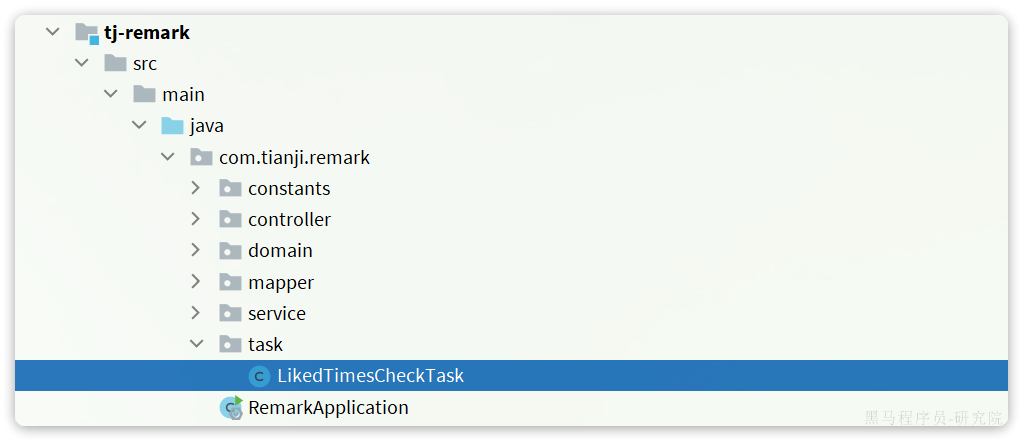 tj-remark
src
main
java
com.tianji.remark
constants
controller
domain
mapper
service
task
C LikedTimesCheckTask
C RemarkApplication
黑马程序员-研究院